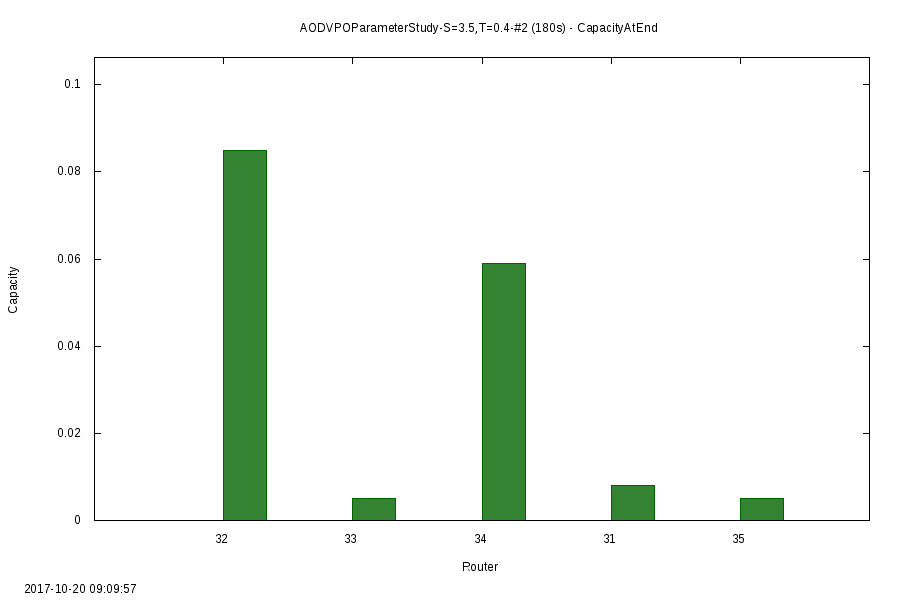 AODVPOParameterStudy-S=3.5,T=0.4-#2 (180s) - CapacityAtEnd
0.1
0.08
0.06
0.04
0.02
0
Capacity
32 33 34 31 35
Router
2017-10-20 09:09:57